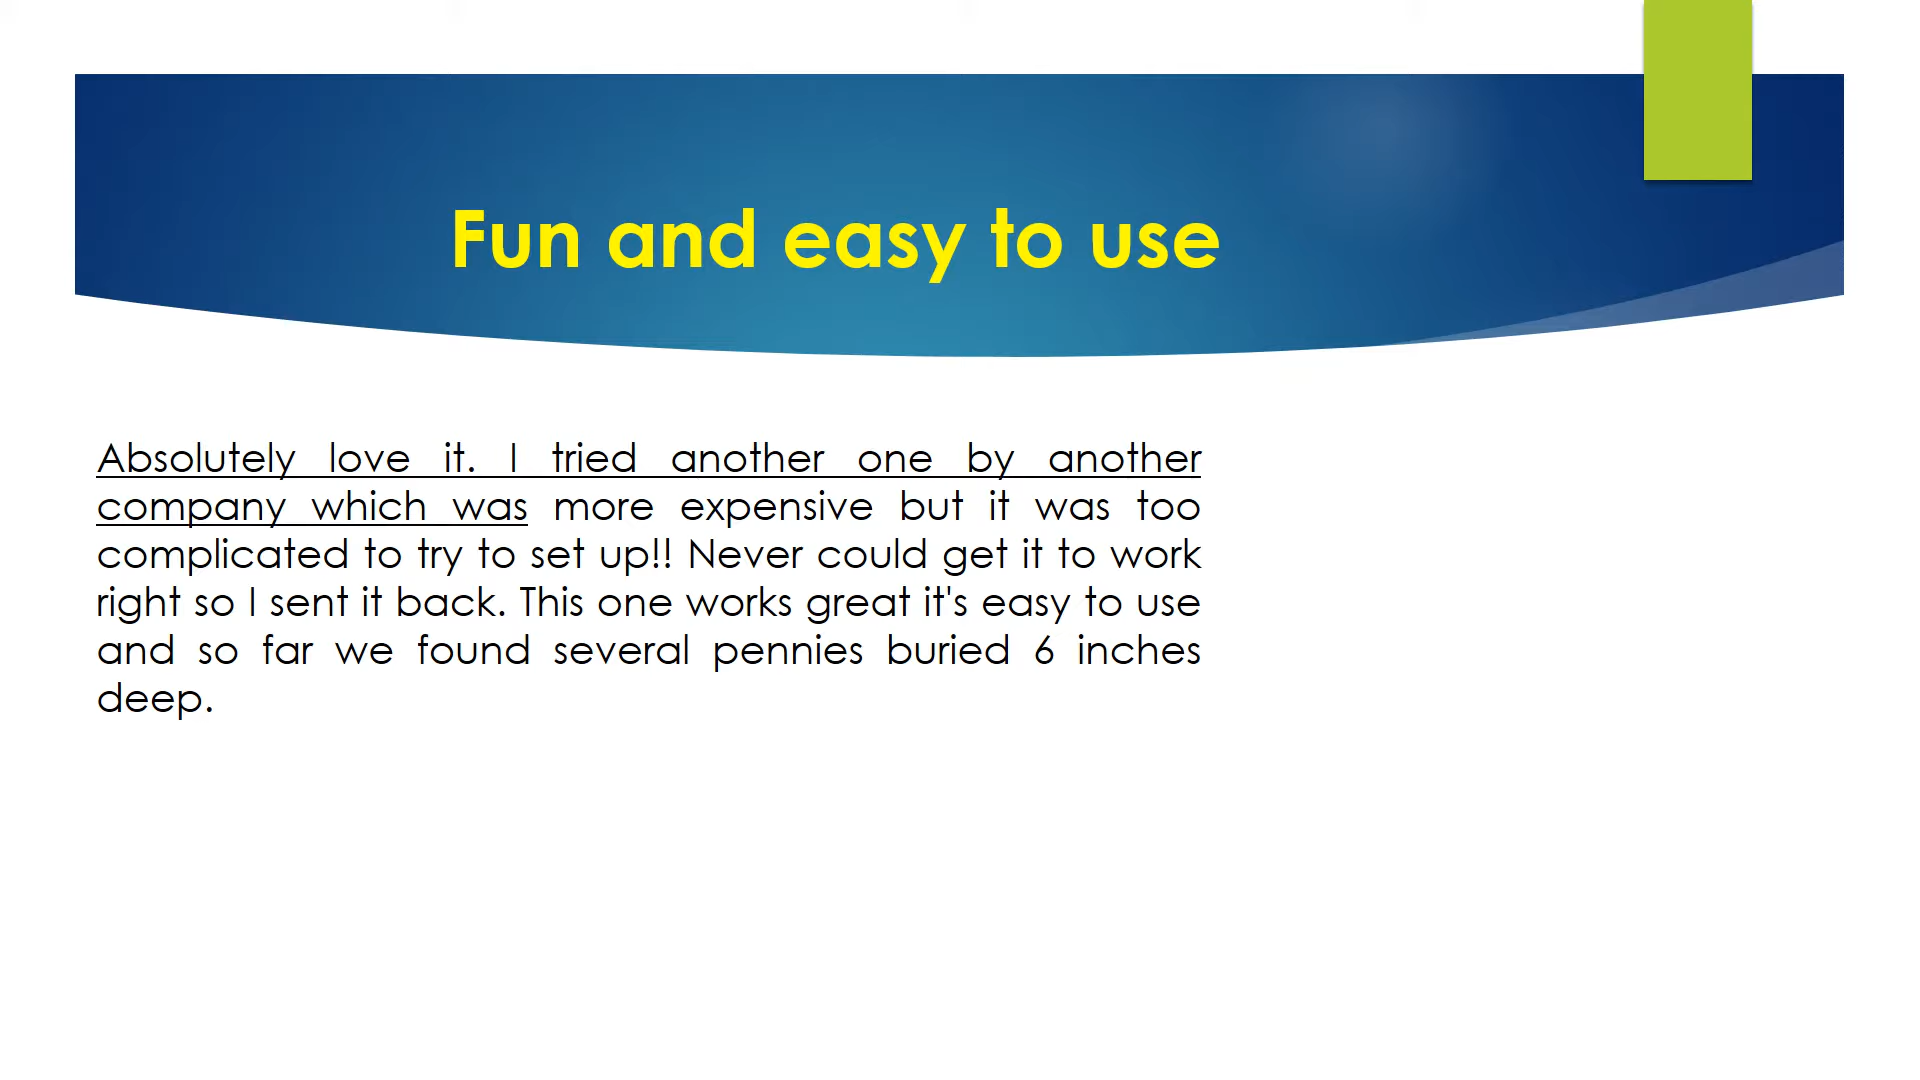 Fun and easy to use
Absolutely love it. I tried another one by another
company which was more expensive but it was too
complicated to try to set up!! Never could get it to work
right so I sent it back. This one works great it's easy to use
and so far we found several pennies buried 6 inches
deep.